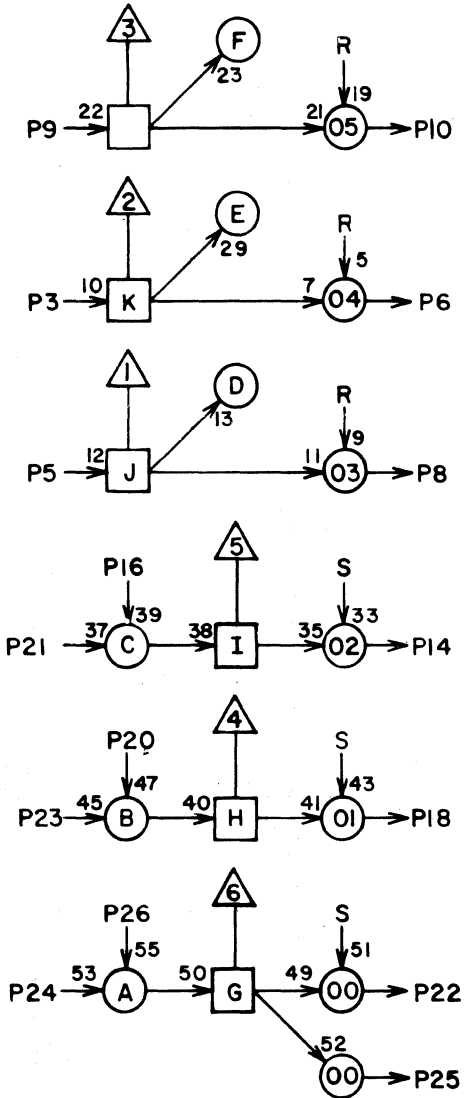 3
F
23
R
19
P9
22
21
05
P10
2
E
29
R
5
P3
10
K
7
04
P6
1
D
13
R
9
P5
12
J
11
03
P8
5
P16
S
39
33
P21
37
C
38
I
35
02
P14
4
P20
S
47
43
P23
45
B
40
H
41
01
P18
6
P26
S
55
51
P24
53
A
50
G
49
00
P22
52
00
P25